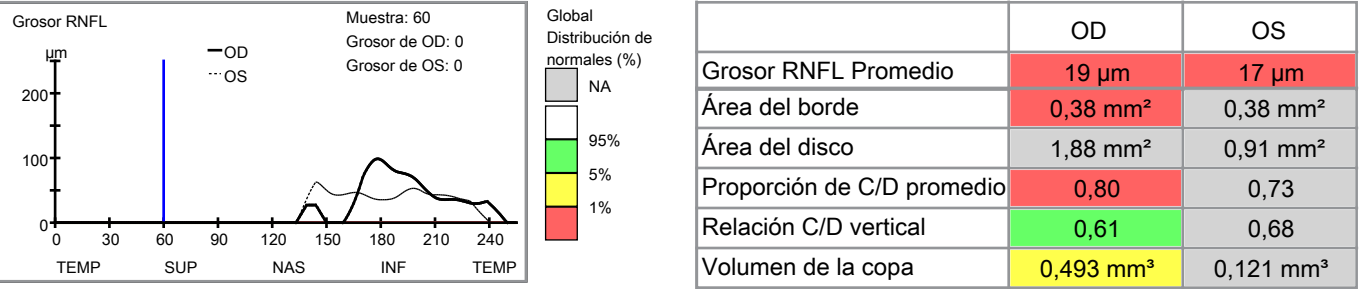 Grosor RNFL
Muestra: 60
Grosor de OD: 0
Grosor de OS: 0
OD
OS
µm
200
100
0
0 30 60 90 120 150 180 210 240
TEMP SUP NAS INF TEMP
Global
Distribución de
normales (%)
NA
95%
5%
1%
OD OS
Grosor RNFL Promedio 19 µm 17 µm
Área del borde 0,38 mm² 0,38 mm²
Área del disco 1,88 mm² 0,91 mm²
Proporción de C/D promedio 0,80 0,73
Relación C/D vertical 0,61 0,68
Volumen de la copa 0,493 mm³ 0,121 mm³